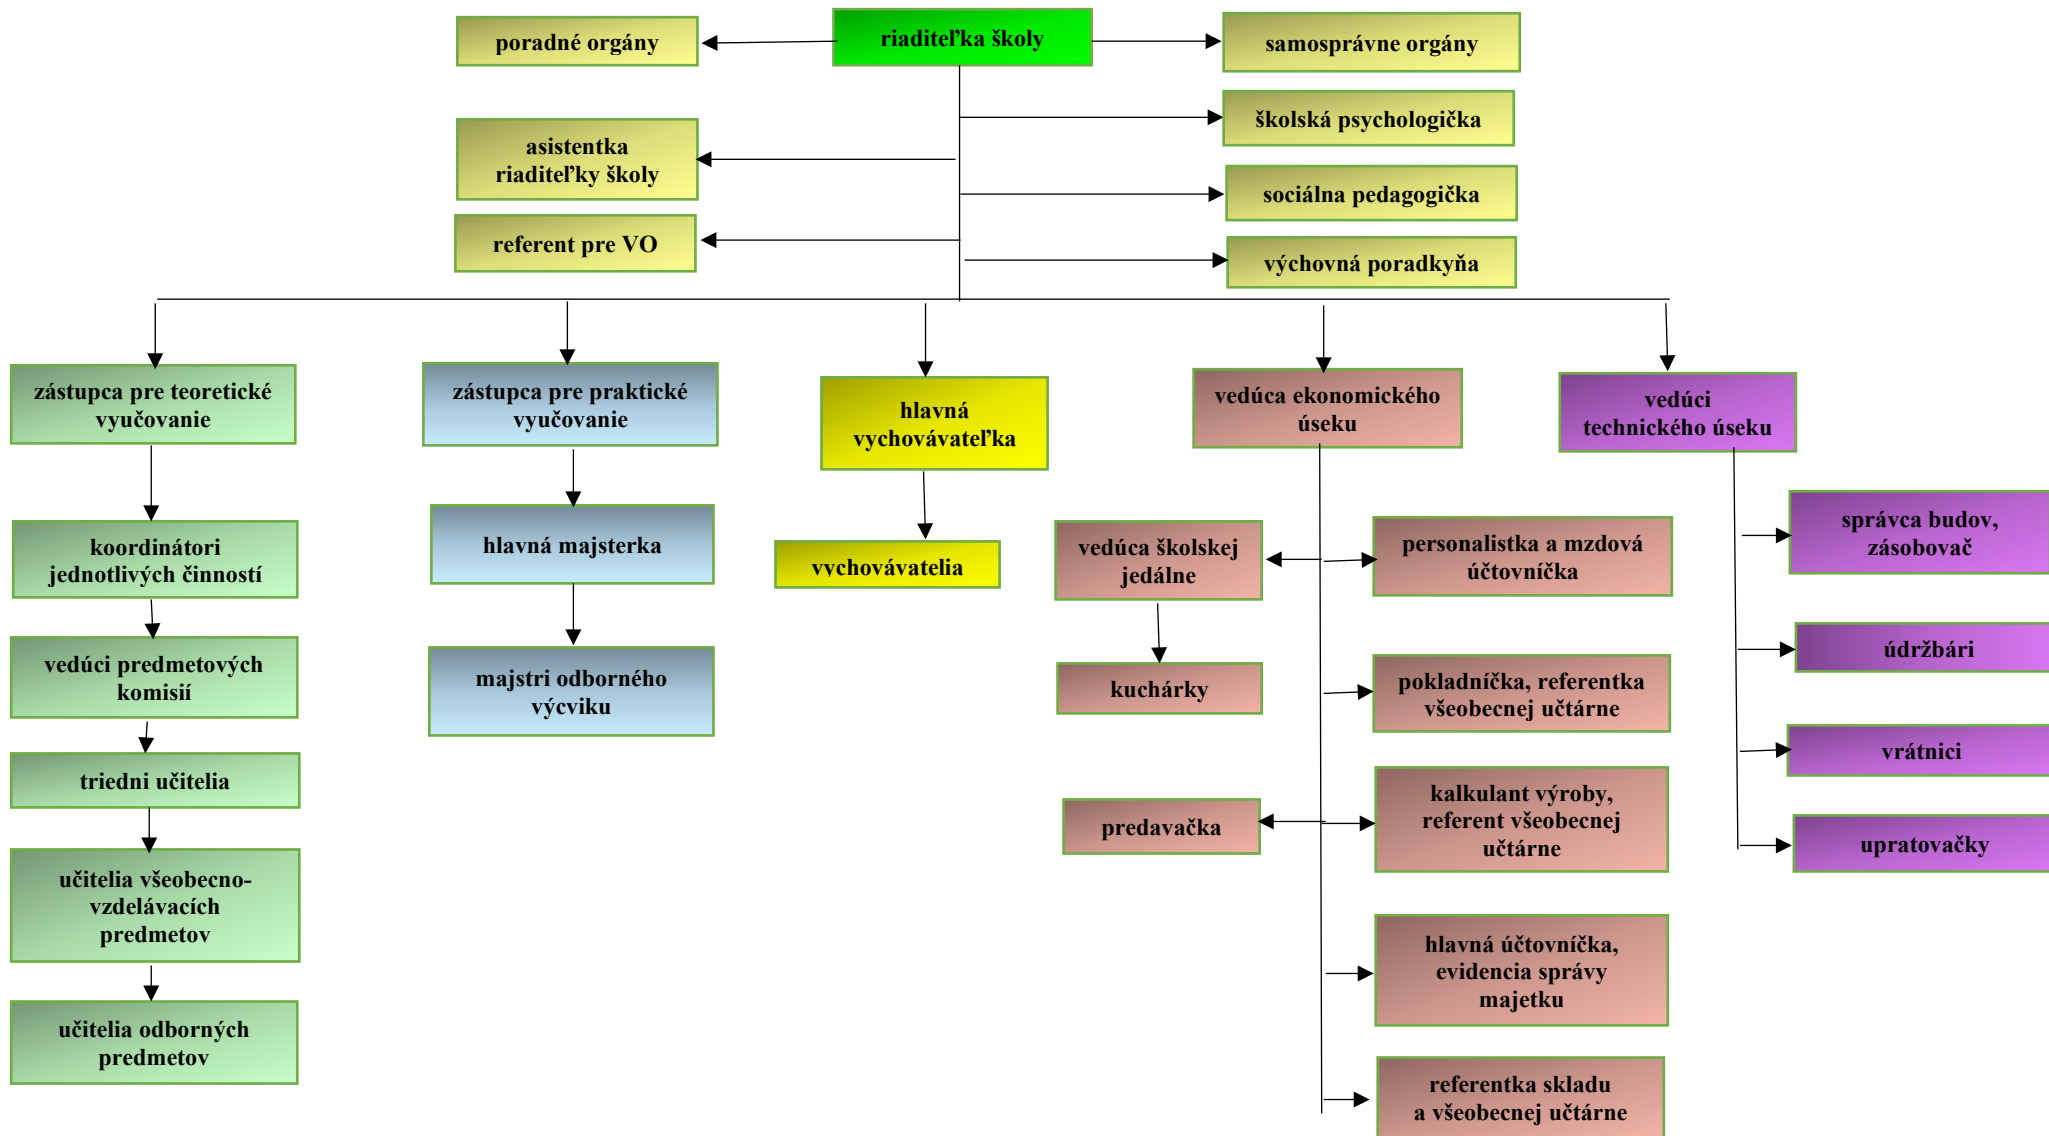 poradné orgány
riaditeľka školy
samosprávne orgány
školská psychologička
asistentka
riaditeľky školy
sociálna pedagogička
referent pre VO
výchovná poradkyňa
zástupca pre teoretické
vyučovanie
koordinátori
jednotlivých činností
vedúci predmetových
komisií
triedni učitelia
učitelia všeobecno-
vzdelávacích
predmetov
učitelia odborných
predmetov
zástupca pre praktické
vyučovanie
hlavná majsterka
majstri odborného
výcviku
hlavná
vychovávateľka
vychovávatelia
vedúca ekonomického
úseku
vedúca školskej
jedálne
kuchárky
predavačka
personalistka a mzdová
účtovníčka
pokladníčka, referentka
všeobecnej učtárne
kalkulant výroby,
referent všeobecnej
učtárne
hlavná účtovníčka,
evidencia správy
majetku
referentka skladu
a všeobecnej učtárne
vedúci
technického úseku
správca budov,
zásobovač
údržbári
vrátnici
upratovačky